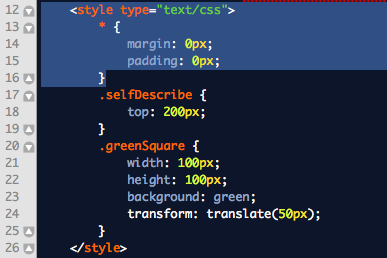 12 <style type="text/css">
13 * {
14 margin: 0px;
15 padding: 0px;
16 }
17 .selfDescribe {
18 top: 200px;
19 }
20 .greenSquare {
21 width: 100px;
22 height: 100px;
23 background: green;
24 transform: translate(50px);
25 }
26 </style>